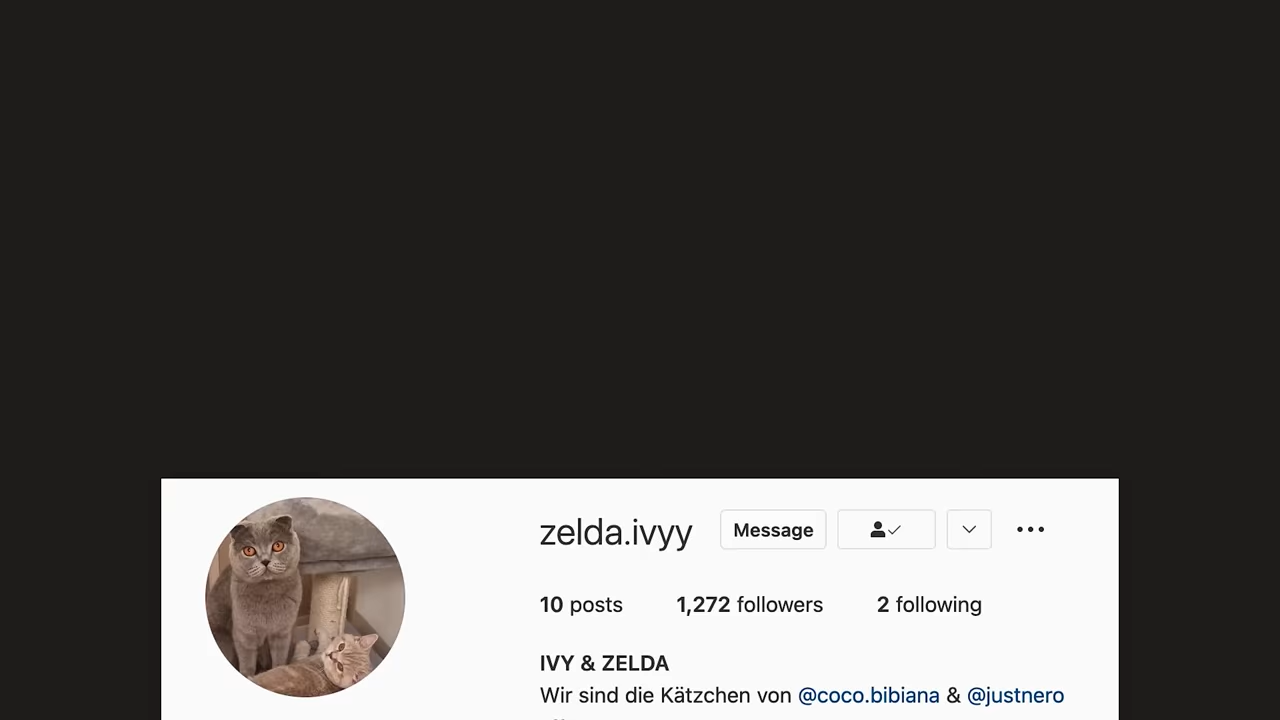 zelda.ivyy Message
10 posts 1,272 followers 2 following
IVY & ZELDA
Wir sind die Kätzchen von @coco.bibiana & @justnero